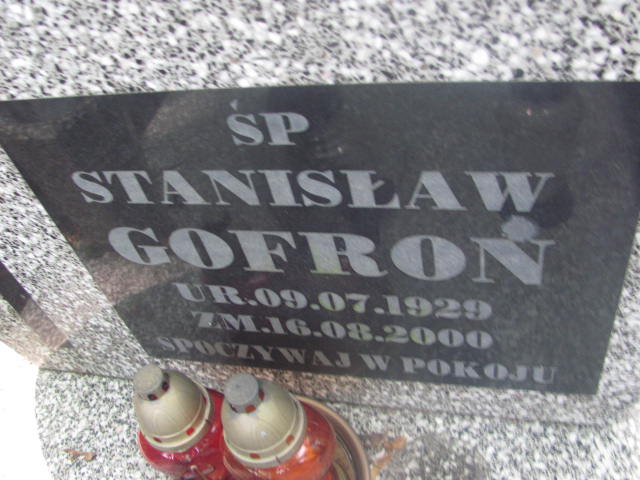 ŚP
STANISŁAW
GOFROŃ
UR.09.07.1929
ZM.16.08.2000
SPOCZYWAJ W POKOJU